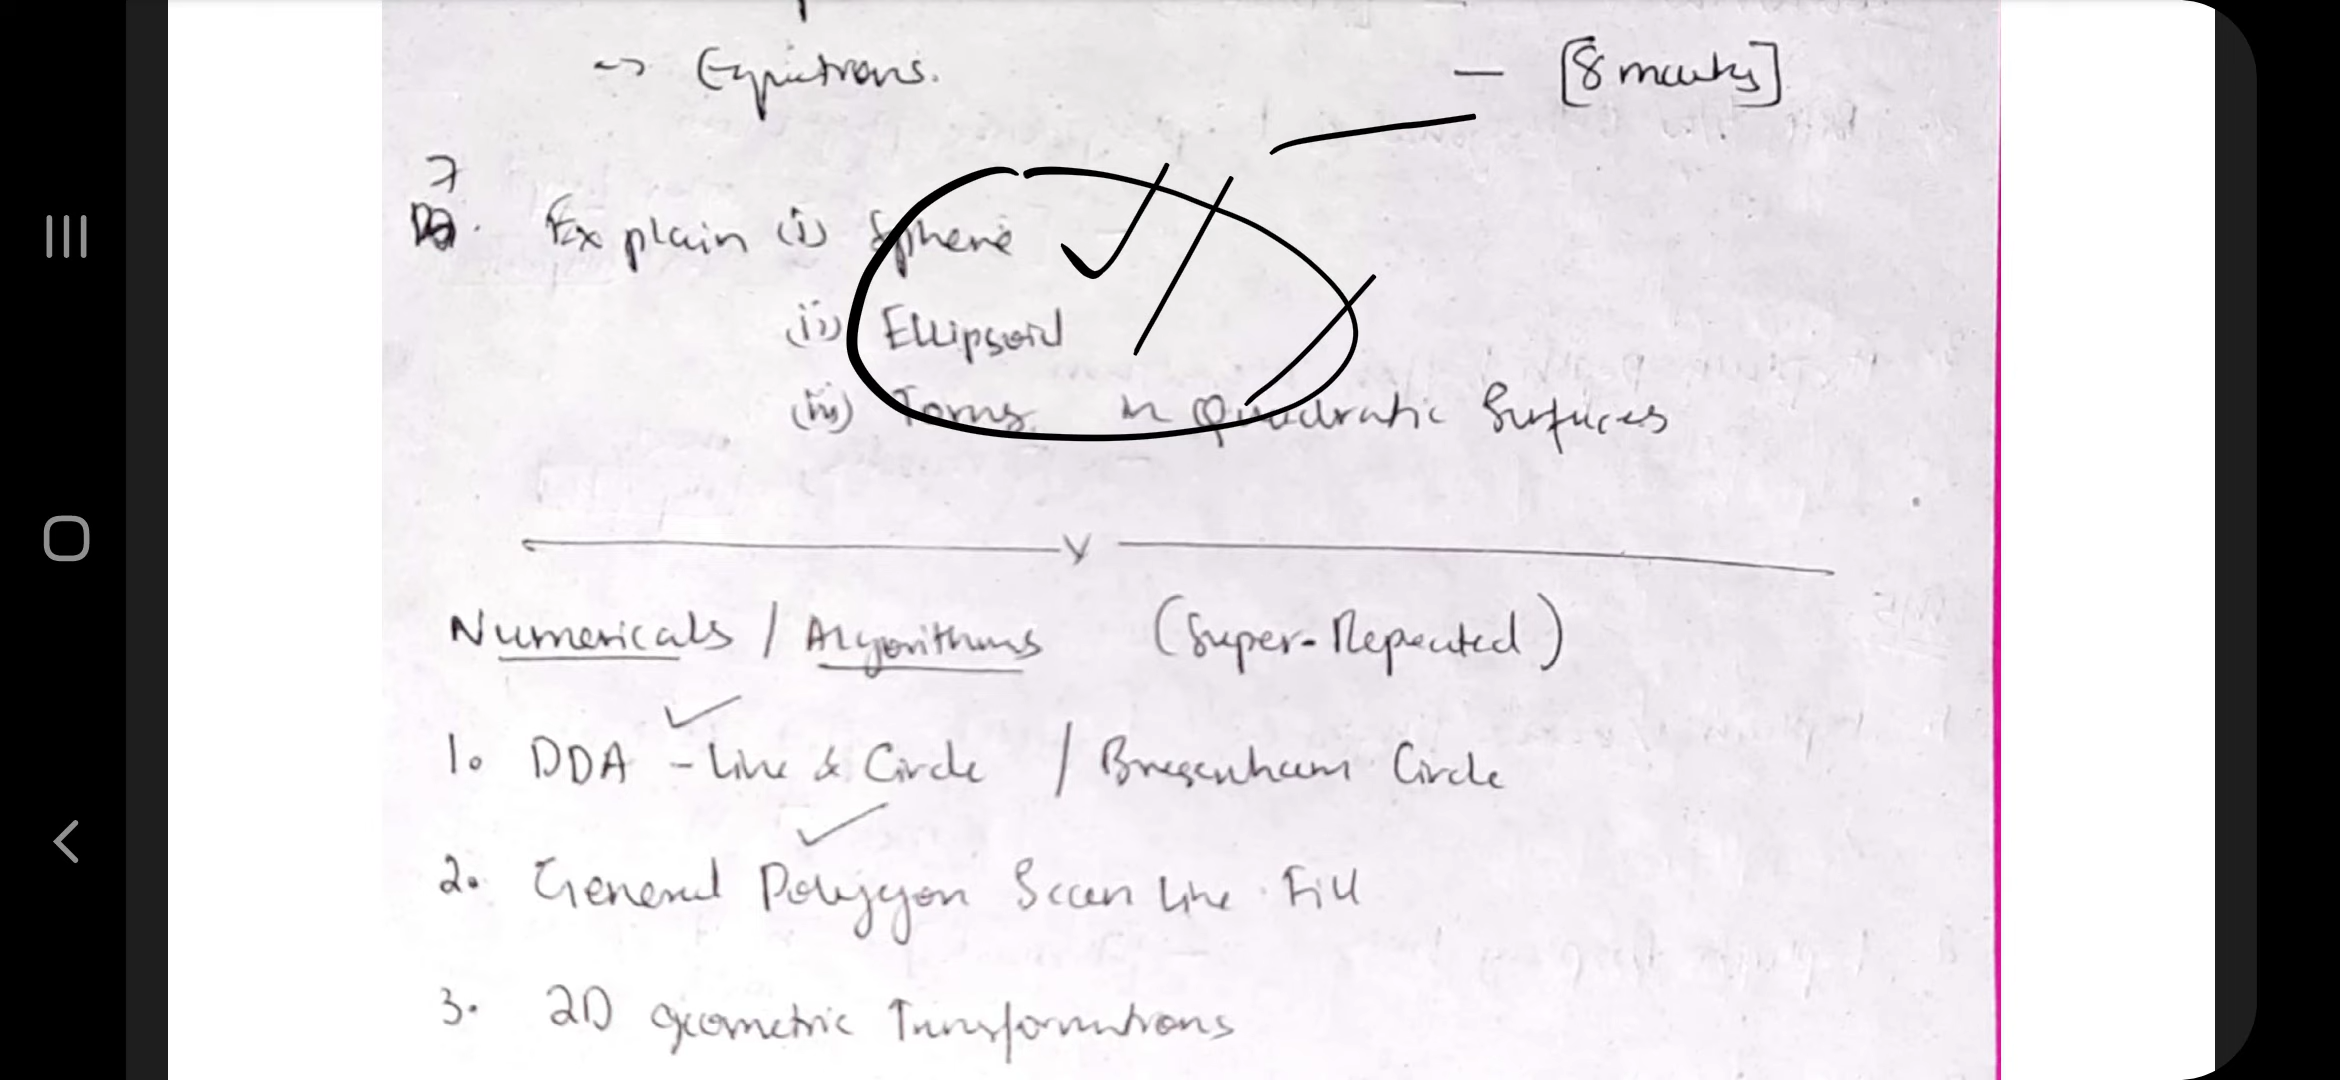 → Equations. — [8 marks]
7. Explain (i) Sphere
(ii) Ellipsoid
(iii) Torus in Quadratic Surfaces
Numericals / Algorithms (Super-Repeated)
1. DDA - Line & Circle / Bresenham Circle
2. General Polygon Scan Line Fill
3. 2D geometric Transformations